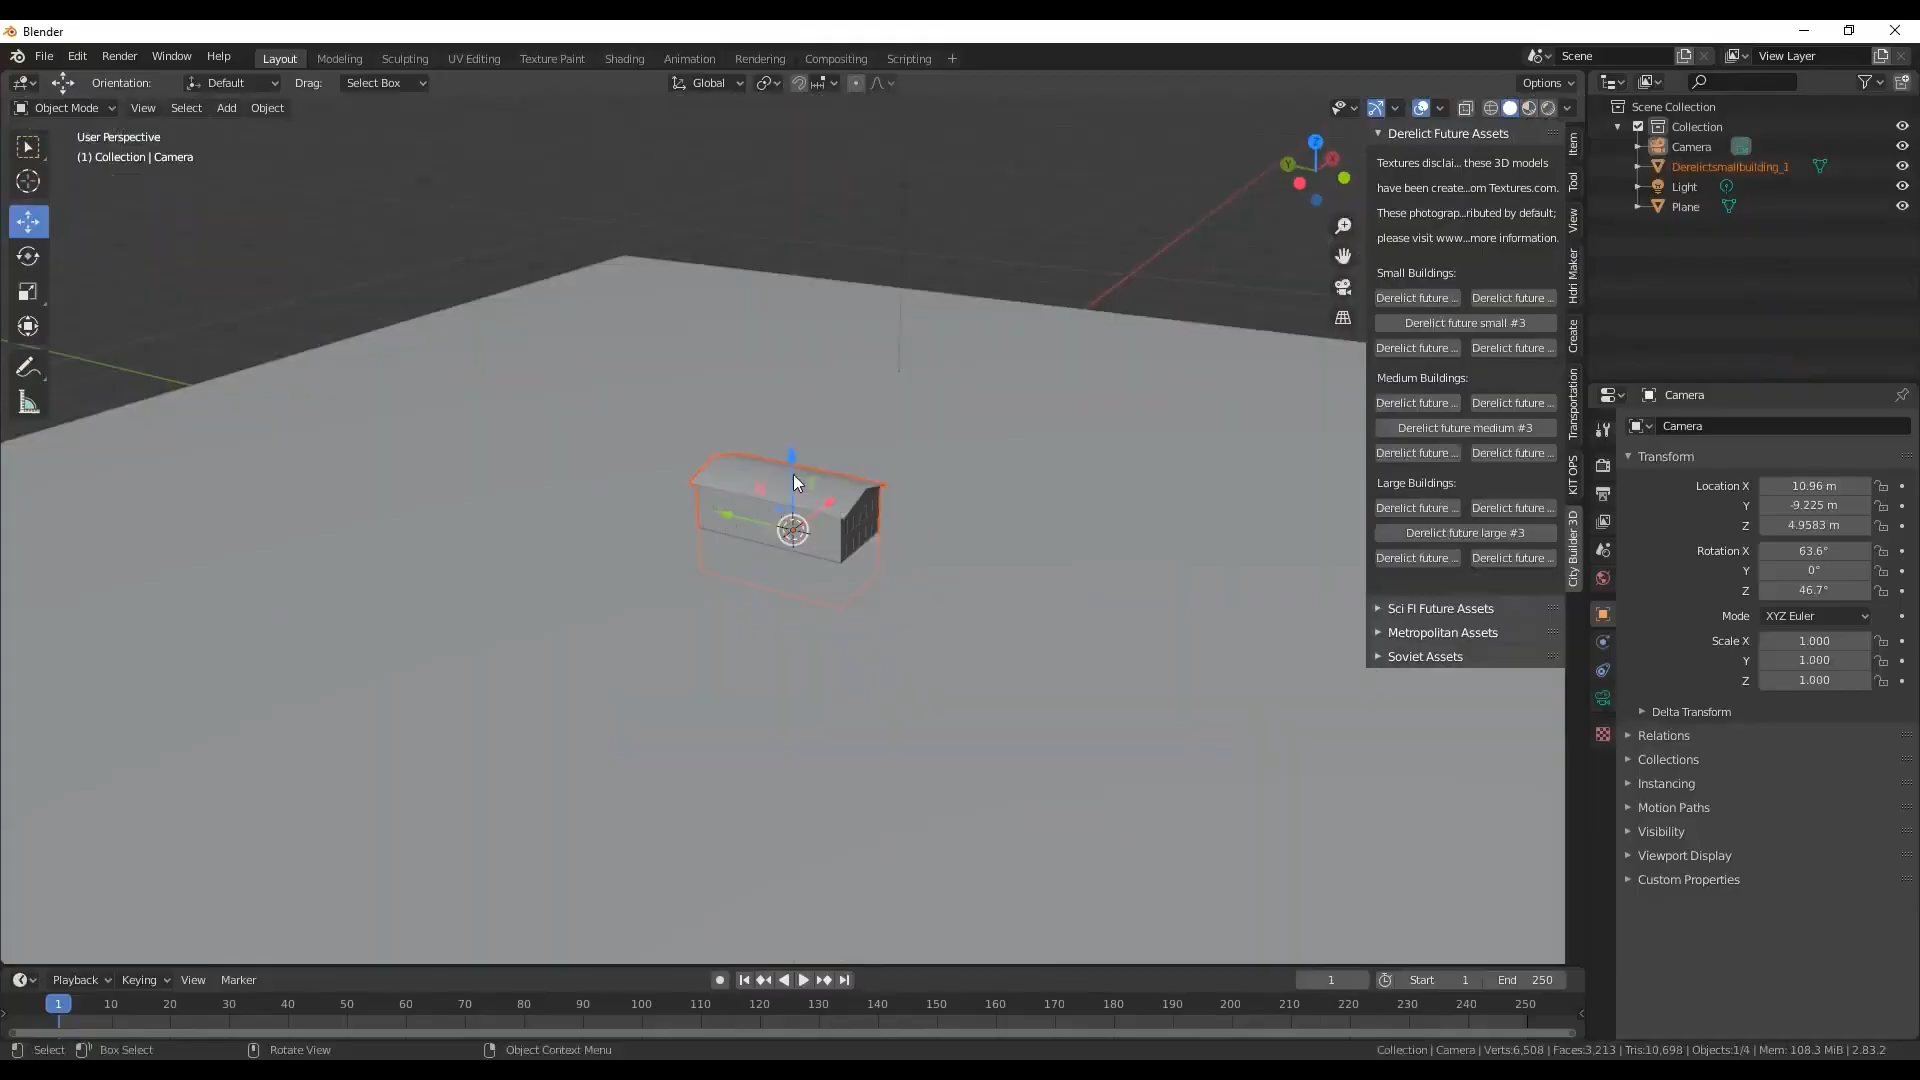 Blender
File Edit Render Window Help Layout Modeling Sculpting UV Editing Texture Paint Shading Animation Rendering Compositing Scripting + Scene View Layer
Orientation: Default Drag: Select Box Global Options
Object Mode View Select Add Object
User Perspective
(1) Collection | Camera
Z
Y
X
Derelict Future Assets
Textures disclai... these 3D models
have been create...om Textures.com.
These photograp...ributed by default;
please visit www...more information.
Small Buildings:
Derelict future ... Derelict future ...
Derelict future small #3
Derelict future ... Derelict future ...
Medium Buildings:
Derelict future ... Derelict future ...
Derelict future medium #3
Derelict future ... Derelict future ...
Large Buildings:
Derelict future ... Derelict future ...
Derelict future large #3
Derelict future ... Derelict future ...
Sci FI Future Assets
Metropolitan Assets
Soviet Assets
Item
Tool
View
Hdri Maker
Create
Transportation
KIT OPS
City Builder 3D
Scene Collection
Collection
Camera
Derelictsmallbuilding_1
Light
Plane
Camera
Camera
Transform
Location X 10.96 m
Y -9.225 m
Z 4.9583 m
Rotation X 63.6°
Y 0°
Z 46.7°
Mode XYZ Euler
Scale X 1.000
Y 1.000
Z 1.000
Delta Transform
Relations
Collections
Instancing
Motion Paths
Visibility
Viewport Display
Custom Properties
Playback Keying View Marker 1 Start 1 End 250
1 10 20 30 40 50 60 70 80 90 100 110 120 130 140 150 160 170 180 190 200 210 220 230 240 250
Select Box Select Rotate View Object Context Menu Collection | Camera | Verts:6,508 | Faces:3,213 | Tris:10,698 | Objects:1/4 | Mem: 108.3 MiB | 2.83.2